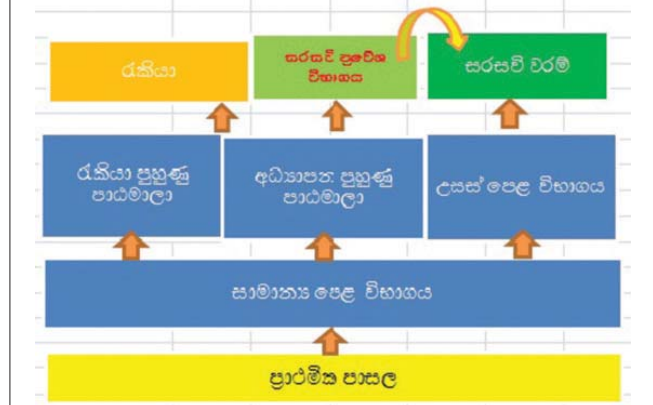 රැකියා
සරසවි ප්‍රවේශ
විභාගය
සරසවි වරම්
රැකියා පුහුණු
පාඨමාලා
අධ්‍යාපන පුහුණු
පාඨමාලා
උසස් පෙළ විභාගය
සාමාන්‍ය පෙළ විභාගය
ප්‍රාථමික පාසල